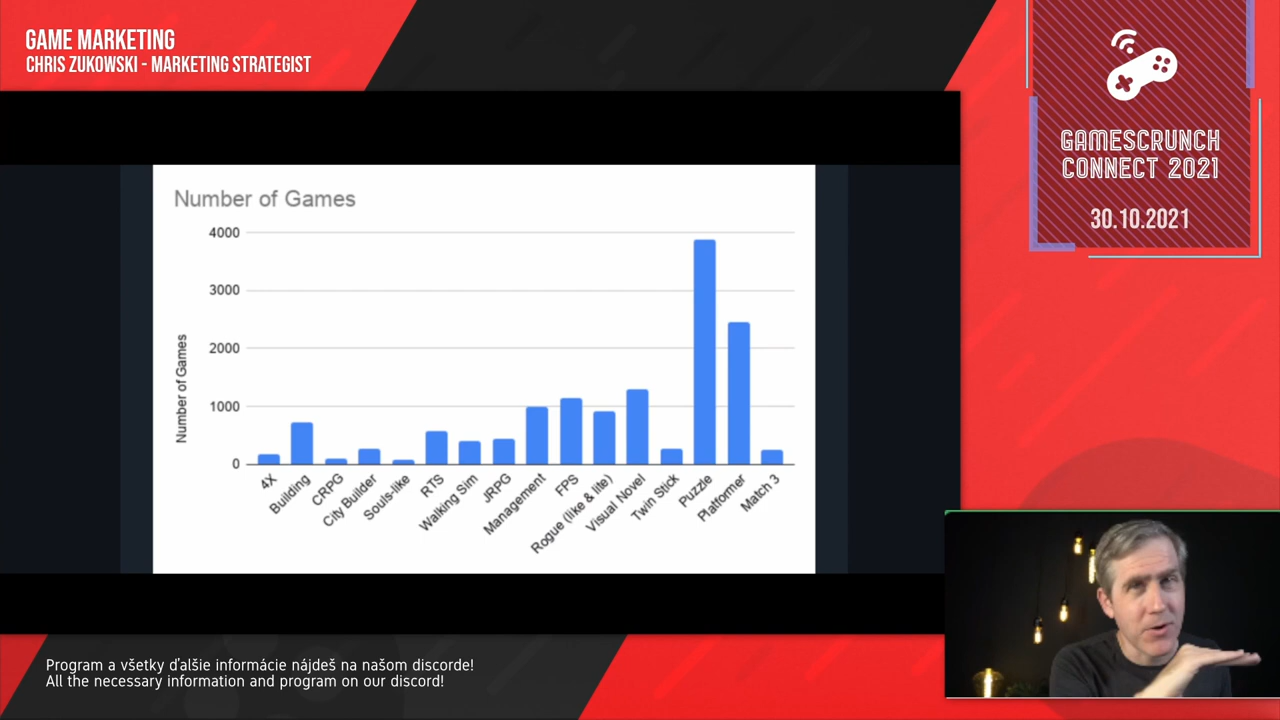 GAME MARKETING
CHRIS ZUKOWSKI - MARKETING STRATEGIST
GAMESCRUNCH
CONNECT 2021
30.10.2021
Number of Games
Number of Games
4000
3000
2000
1000
0
4X
Building
CRPG
City Builder
Souls-like
RTS
Walking Sim
JRPG
Management
FPS
Rogue (like & lite)
Visual Novel
Twin Stick
Puzzle
Platformer
Match 3
Program a všetky ďalšie informácie nájdeš na našom discorde!
All the necessary information and program on our discord!